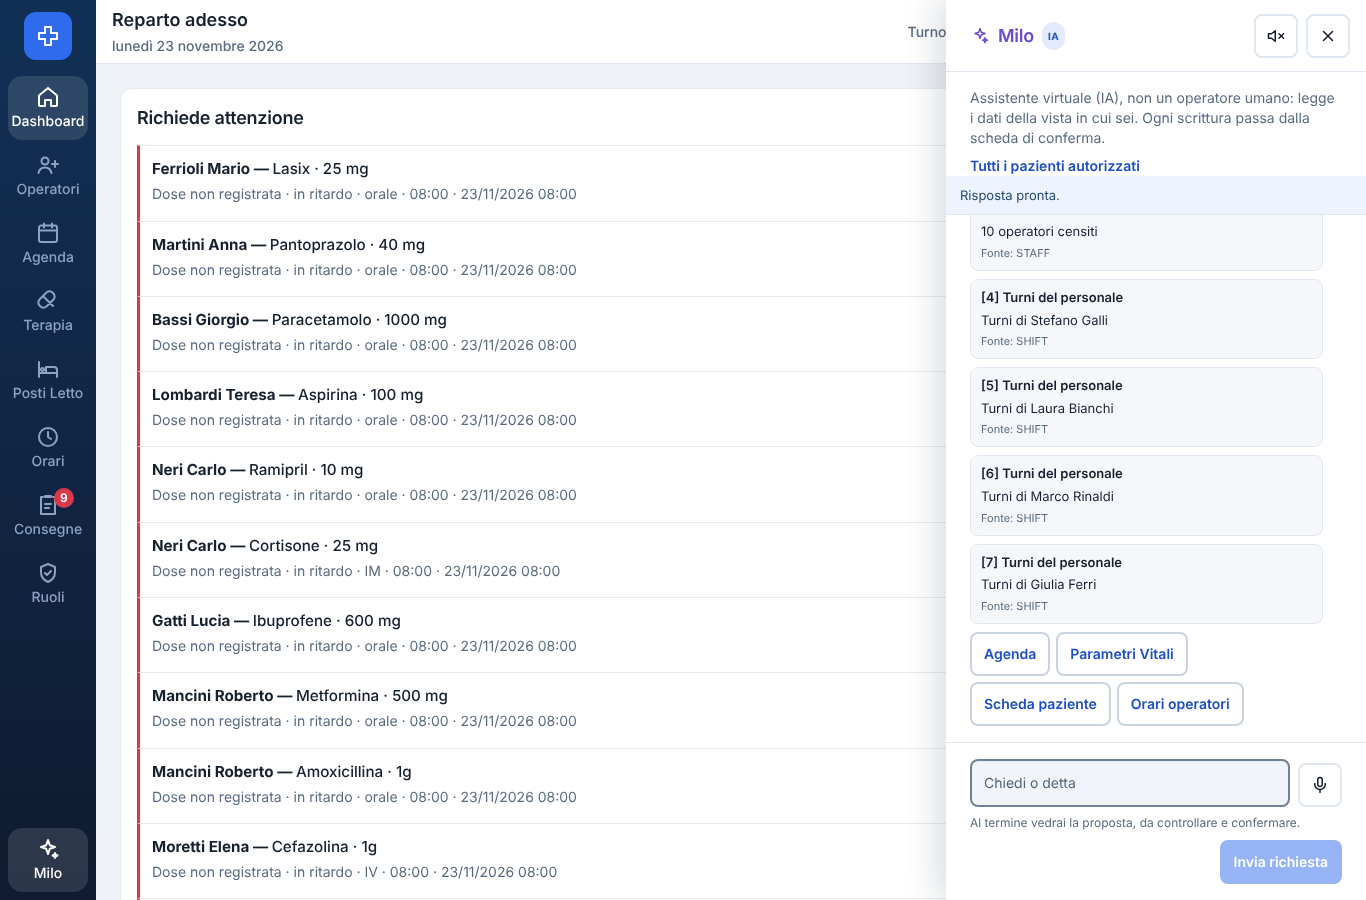 Dashboard
Operatori
Agenda
Terapia
Posti Letto
Orari
9
Consegne
Ruoli
Milo
Reparto adesso
lunedì 23 novembre 2026
Turno
Richiede attenzione
Ferrioli Mario — Lasix · 25 mg
Dose non registrata · in ritardo · orale · 08:00 · 23/11/2026 08:00
Martini Anna — Pantoprazolo · 40 mg
Dose non registrata · in ritardo · orale · 08:00 · 23/11/2026 08:00
Bassi Giorgio — Paracetamolo · 1000 mg
Dose non registrata · in ritardo · orale · 08:00 · 23/11/2026 08:00
Lombardi Teresa — Aspirina · 100 mg
Dose non registrata · in ritardo · orale · 08:00 · 23/11/2026 08:00
Neri Carlo — Ramipril · 10 mg
Dose non registrata · in ritardo · orale · 08:00 · 23/11/2026 08:00
Neri Carlo — Cortisone · 25 mg
Dose non registrata · in ritardo · IM · 08:00 · 23/11/2026 08:00
Gatti Lucia — Ibuprofene · 600 mg
Dose non registrata · in ritardo · orale · 08:00 · 23/11/2026 08:00
Mancini Roberto — Metformina · 500 mg
Dose non registrata · in ritardo · orale · 08:00 · 23/11/2026 08:00
Mancini Roberto — Amoxicillina · 1g
Dose non registrata · in ritardo · orale · 08:00 · 23/11/2026 08:00
Moretti Elena — Cefazolina · 1g
Dose non registrata · in ritardo · IV · 08:00 · 23/11/2026 08:00
Milo IA
Assistente virtuale (IA), non un operatore umano: legge
i dati della vista in cui sei. Ogni scrittura passa dalla
scheda di conferma.
Tutti i pazienti autorizzati
Risposta pronta.
10 operatori censiti
Fonte: STAFF
[4] Turni del personale
Turni di Stefano Galli
Fonte: SHIFT
[5] Turni del personale
Turni di Laura Bianchi
Fonte: SHIFT
[6] Turni del personale
Turni di Marco Rinaldi
Fonte: SHIFT
[7] Turni del personale
Turni di Giulia Ferri
Fonte: SHIFT
Agenda
Parametri Vitali
Scheda paziente
Orari operatori
Chiedi o detta
Al termine vedrai la proposta, da controllare e confermare.
Invia richiesta